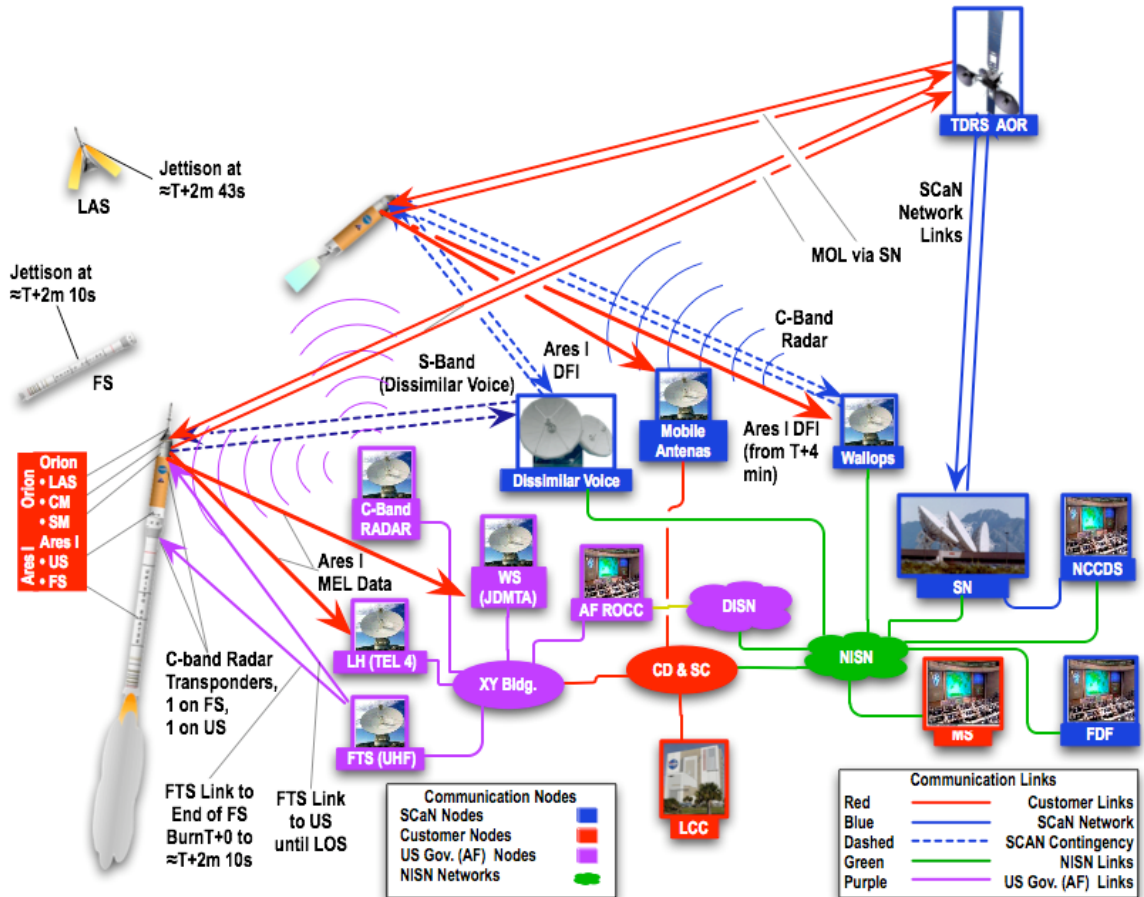 TDRS AOR
Jettison at
≈T+2m 43s
LAS
SCaN
Network
Links
MOL via SN
Jettison at
≈T+2m 10s
FS
C-Band
Radar
Ares I
DFI
S-Band
(Dissimilar Voice)
Mobile
Antenas
Ares I DFI
(from T+4
min)
Wallops
Dissimilar Voice
Orion
Orion
• LAS
• CM
• SM
Ares I
Ares I
• US
• FS
C-Band
RADAR
Ares I
MEL Data
WS
(JDMTA)
AF ROCC
DISN
SN
NCCDS
LH (TEL 4)
XY Bldg.
CD & SC
NISN
C-band Radar
Transponders,
1 on FS,
1 on US
FTS (UHF)
MS
FDF
FTS Link to
End of FS
BurnT+0 to
≈T+2m 10s
FTS Link
to US
until LOS
LCC
Communication Nodes
SCaN Nodes
Customer Nodes
US Gov. (AF) Nodes
NISN Networks
Communication Links
Red Customer Links
Blue SCaN Network
Dashed SCAN Contingency
Green NISN Links
Purple US Gov. (AF) Links